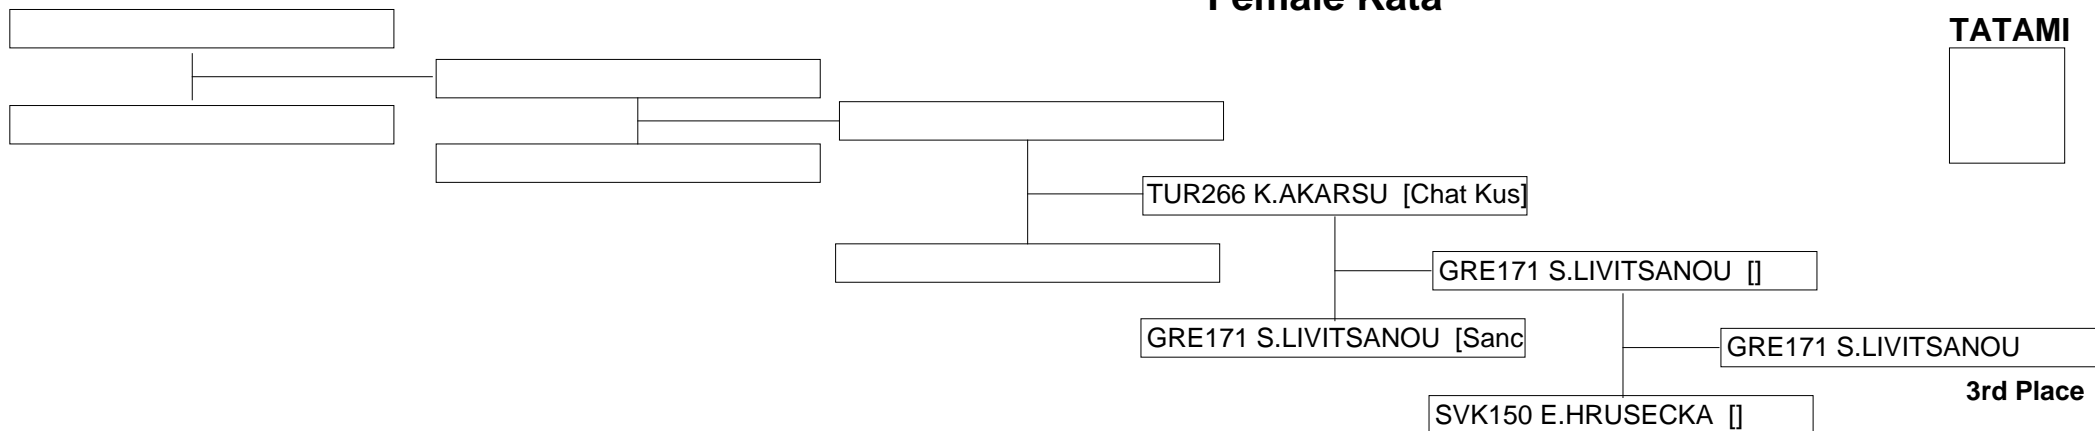 Female Kata
TATAMI
TUR266 K.AKARSU [Chat Kus]
GRE171 S.LIVITSANOU []
GRE171 S.LIVITSANOU [Sanc
GRE171 S.LIVITSANOU
3rd Place
SVK150 E.HRUSECKA []